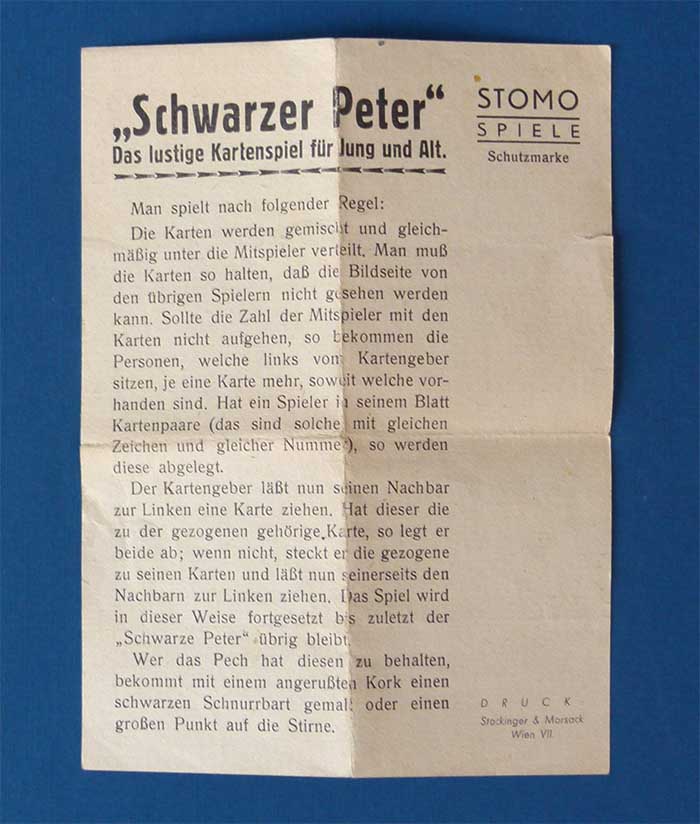 „Schwarzer Peter“
Das lustige Kartenspiel für Jung und Alt.
STOMO
SPIELE
Schutzmarke
Man spielt nach folgender Regel:
Die Karten werden gemischt und gleich-
mäßig unter die Mitspieler verteilt. Man muß
die Karten so halten, daß die Bildseite von
den übrigen Spielern nicht gesehen werden
kann. Sollte die Zahl der Mitspieler mit den
Karten nicht aufgehen, so bekommen die
Personen, welche links vom Kartengeber
sitzen, je eine Karte mehr, soweit welche vor-
handen sind. Hat ein Spieler in seinem Blatt
Kartenpaare (das sind solche mit gleichen
Zeichen und gleicher Nummer), so werden
diese abgelegt.
Der Kartengeber läßt nun seinen Nachbar
zur Linken eine Karte ziehen. Hat dieser die
zu der gezogenen gehörige Karte, so legt er
beide ab; wenn nicht, steckt er die gezogene
zu seinen Karten und läßt nun seinerseits den
Nachbarn zur Linken ziehen. Das Spiel wird
in dieser Weise fortgesetzt bis zuletzt der
„Schwarze Peter“ übrig bleibt.
Wer das Pech hat diesen zu behalten,
bekommt mit einem angerußten Kork einen
schwarzen Schnurrbart gemalt oder einen
großen Punkt auf die Stirne.
DRUCK
Stockinger & Morsack
Wien VII.